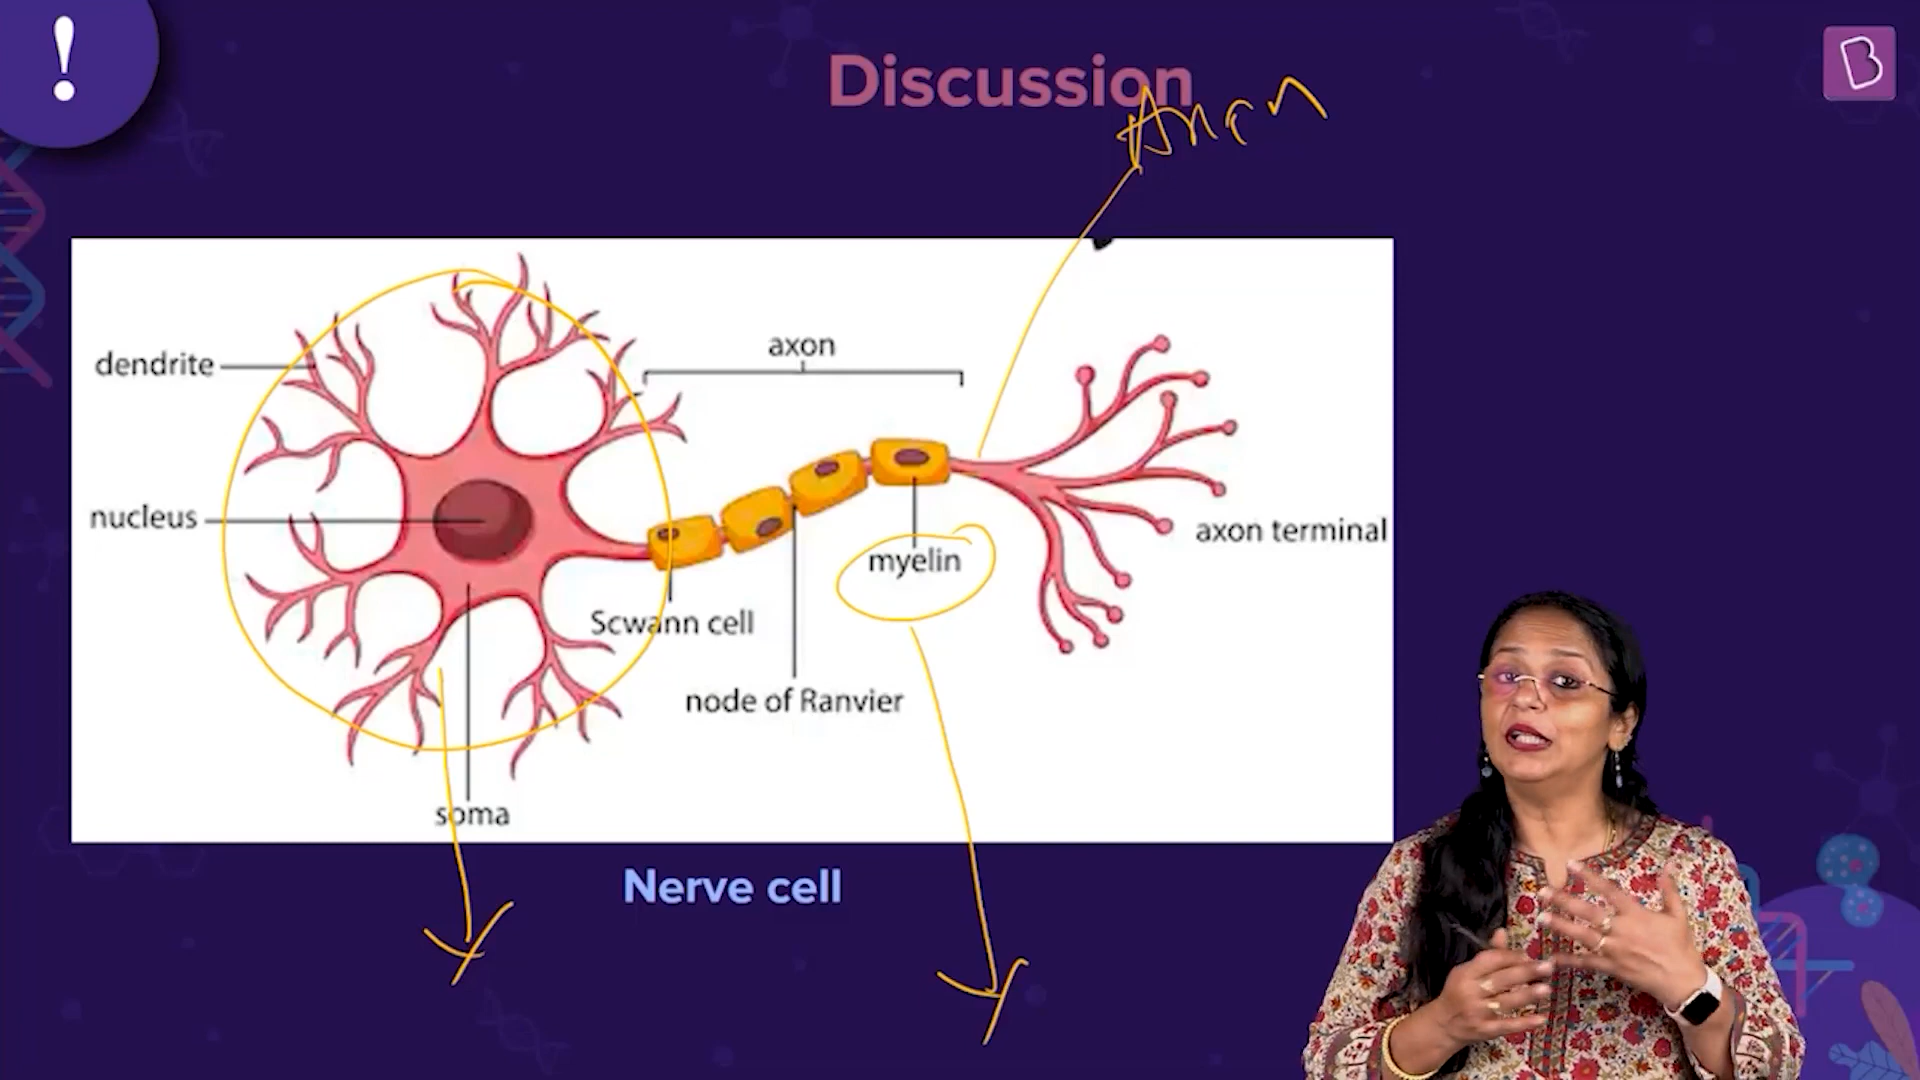 !
Discussion
B
Axon
axon
dendrite
nucleus
axon terminal
myelin
Scwann cell
node of Ranvier
soma
Nerve cell